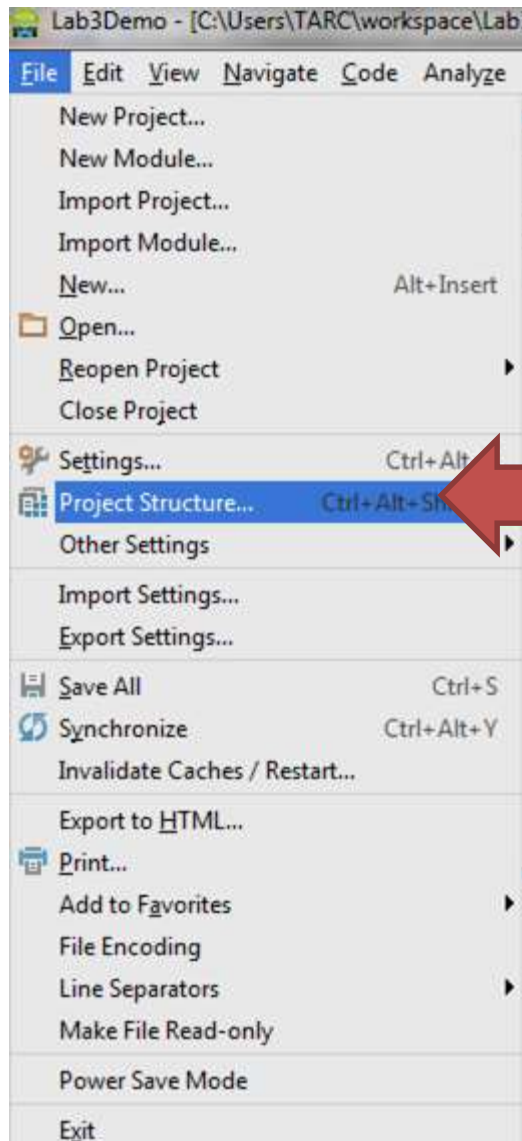 Lab3Demo - [C:\Users\TARC\workspace\Lab
File Edit View Navigate Code Analyze
New Project...
New Module...
Import Project...
Import Module...
New... Alt+Insert
Open...
Reopen Project
Close Project
Settings... Ctrl+Alt
Project Structure... Ctrl+Alt+Sh
Other Settings
Import Settings...
Export Settings...
Save All Ctrl+S
Synchronize Ctrl+Alt+Y
Invalidate Caches / Restart...
Export to HTML...
Print...
Add to Favorites
File Encoding
Line Separators
Make File Read-only
Power Save Mode
Exit